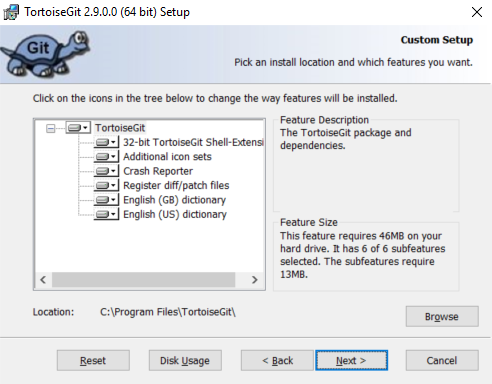 TortoiseGit 2.9.0.0 (64 bit) Setup
Git
Custom Setup
Pick an install location and which features you want.
Click on the icons in the tree below to change the way features will be installed.
TortoiseGit
32-bit TortoiseGit Shell-Extensi
Additional icon sets
Crash Reporter
Register diff/patch files
English (GB) dictionary
English (US) dictionary
Feature Description
The TortoiseGit package and
dependencies.
Feature Size
This feature requires 46MB on your
hard drive. It has 6 of 6 subfeatures
selected. The subfeatures require
13MB.
Location: C:\Program Files\TortoiseGit\
Browse
Reset Disk Usage < Back Next > Cancel